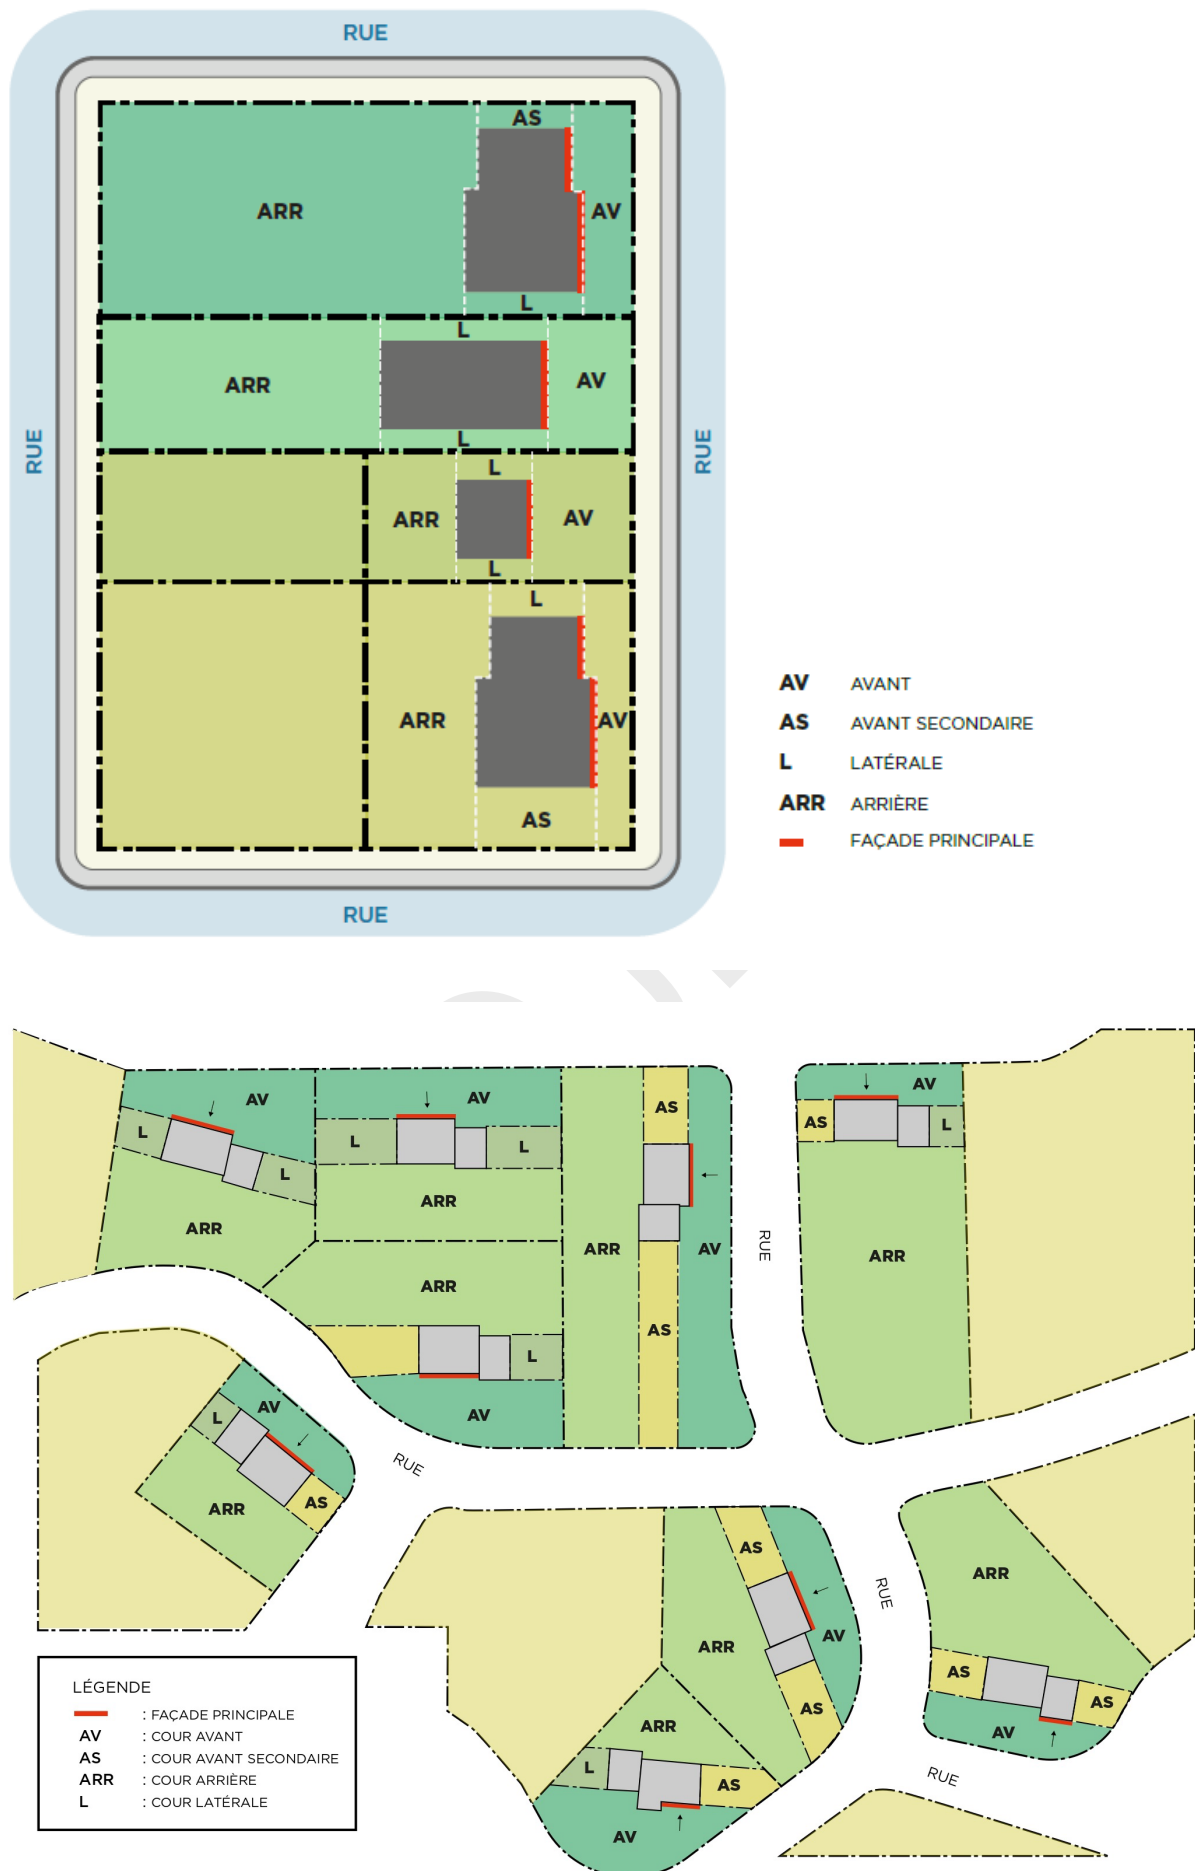 RUE
AS
ARR
AV
L
L
ARR
AV
L
RUE
RUE
L
ARR
AV
L
L
ARR
AV
AS
RUE
AV AVANT
AS AVANT SECONDAIRE
L LATÉRALE
ARR ARRIÈRE
FAÇADE PRINCIPALE
AV
AV
AS
AV
L
L
L
L
AS
L
ARR
ARR
ARR
AV
RUE
ARR
ARR
AS
L
AV
AV
L
ARR
AS
RUE
AS
ARR
AV
AS
RUE
ARR
AS
AS
AV
ARR
L
AS
AV
RUE
LÉGENDE
: FAÇADE PRINCIPALE
AV : COUR AVANT
AS : COUR AVANT SECONDAIRE
ARR : COUR ARRIÈRE
L : COUR LATÉRALE